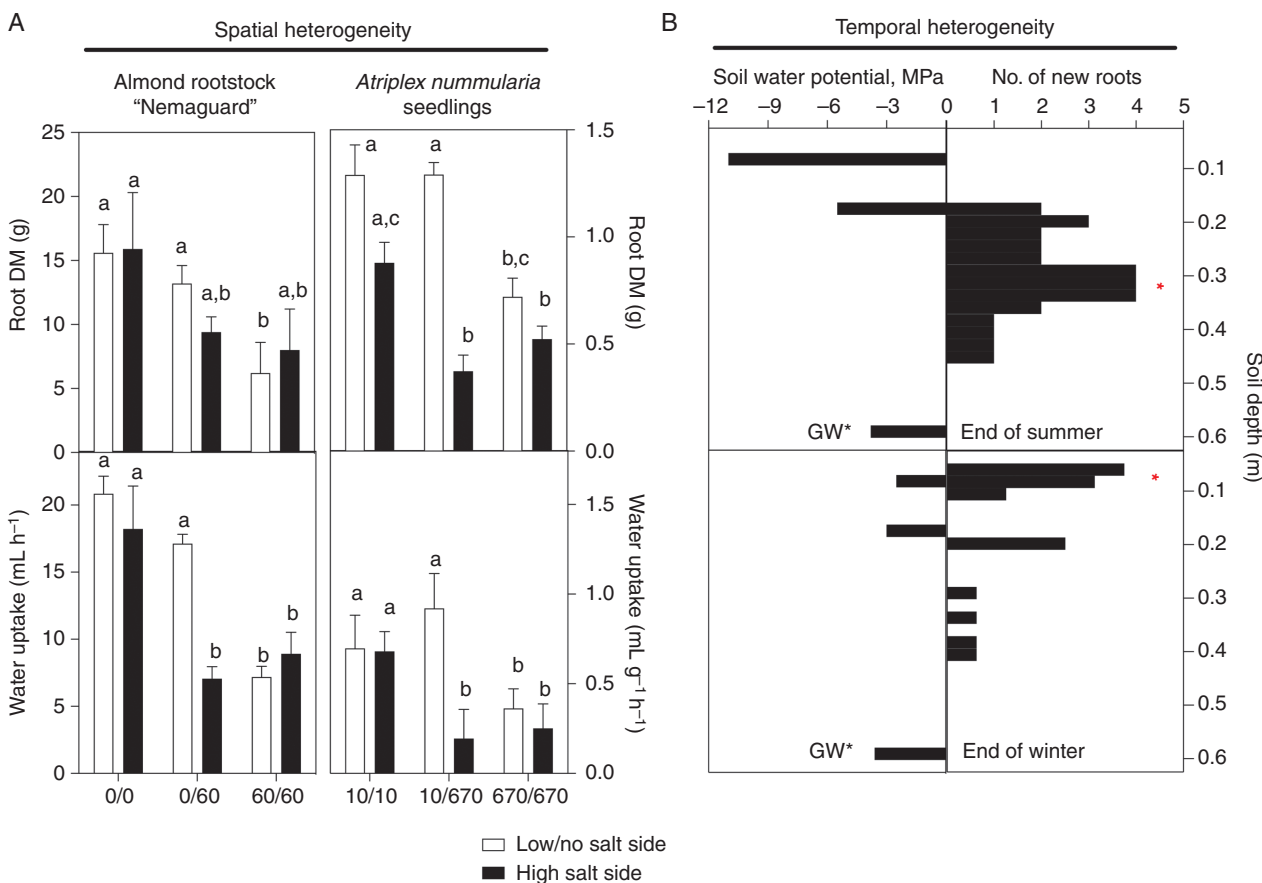 A
Spatial heterogeneity
Almond rootstock
“Nemaguard”
Atriplex nummularia
seedlings
Root DM (g)
25
20
15
10
5
0
a
a
a
a,b
b
a,b
1.5
1.0
0.5
0.0
Root DM (g)
a
a,c
a
b
b,c
b
Water uptake (mL h⁻¹)
20
15
10
5
0
a
a
a
b
b
b
0/0
0/60
60/60
1.5
1.0
0.5
0.0
Water uptake (mL g⁻¹ h⁻¹)
a
a
a
b
b
b
10/10
10/670
670/670
Low/no salt side
High salt side
B
Temporal heterogeneity
Soil water potential, MPa
No. of new roots
−12 −9 −6 −3 0 1 2 3 4 5
0.1
0.2
0.3
*
0.4
0.5
0.6
GW*
End of summer
Soil depth (m)
0.1
*
0.2
0.3
0.4
0.5
0.6
GW*
End of winter